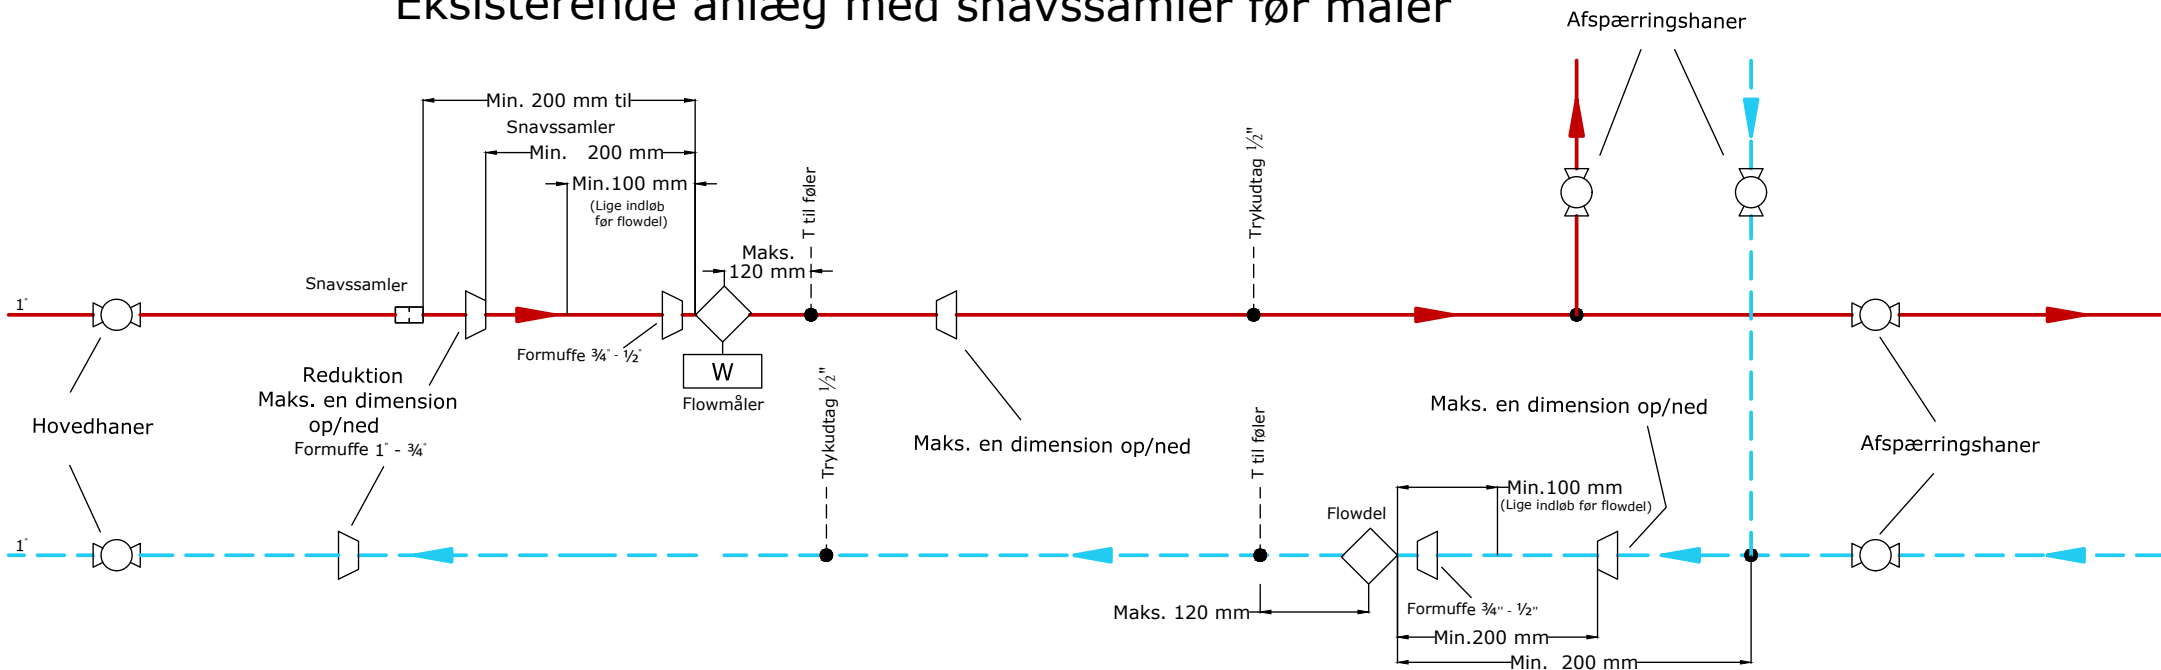 Eksisterende anlæg med snavssamler før måler
Afspærringshaner
Min. 200 mm til
Snavssamler
Min. 200 mm
Min.100 mm
(Lige indløb
før flowdel)
T til føler
Trykudtag ½"
Maks.
120 mm
Snavssamler
1"
Formuffe ¾" - ½"
W
Flowmåler
Reduktion
Maks. en dimension
op/ned
Formuffe 1" - ¾"
Hovedhaner
Trykudtag ½"
Maks. en dimension op/ned
T til føler
Maks. en dimension op/ned
Afspærringshaner
Min.100 mm
(Lige indløb før flowdel)
Flowdel
1"
Maks. 120 mm
Formuffe ¾" - ½"
Min.200 mm
Min. 200 mm